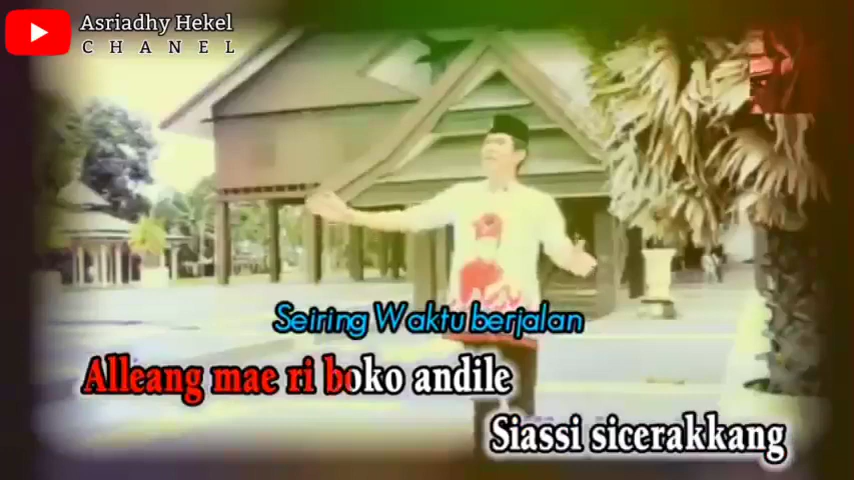 Asriadhy Hekel
CHANEL
Seiring Waktu berjalan
Alleang mae ri boko andile
Siassi sicerakkang